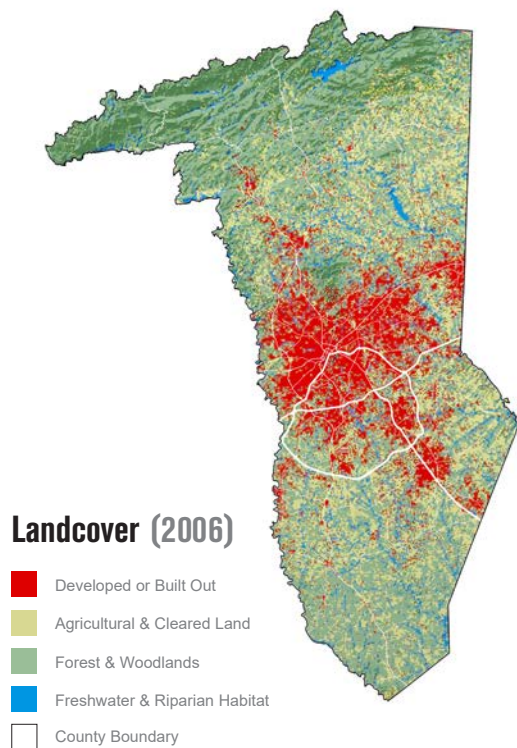 Landcover (2006)
Developed or Built Out
Agricultural & Cleared Land
Forest & Woodlands
Freshwater & Riparian Habitat
County Boundary